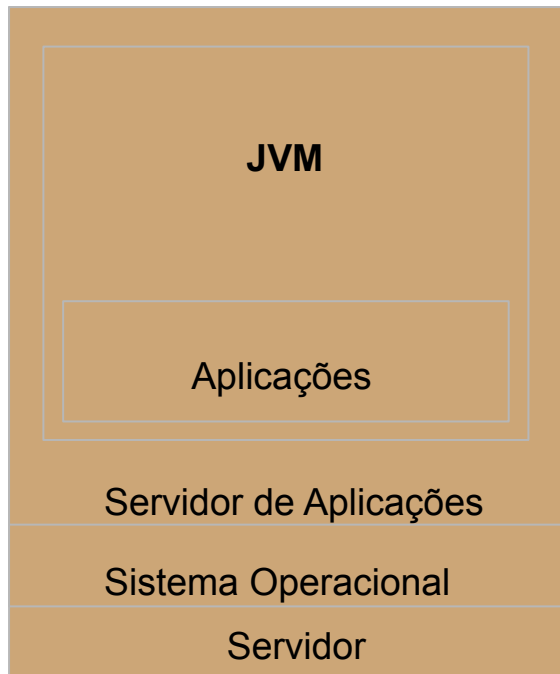 JVM
Aplicações
Servidor de Aplicações
Sistema Operacional
Servidor